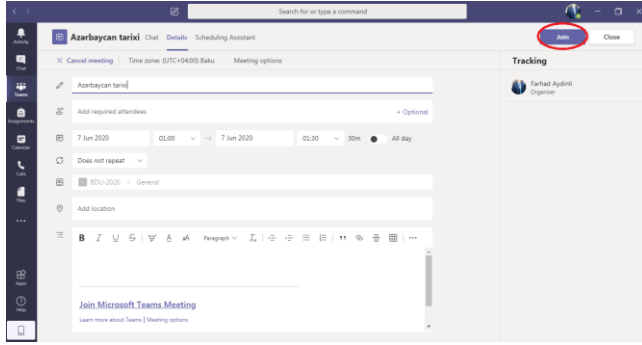 Search for or type a command
Activity
Chat
Teams
Assignments
Calendar
Calls
Files
Apps
Help
Azərbaycan tarixi Chat Details Scheduling Assistant
Join Close
Cancel meeting Time zone: (UTC+04:00) Baku Meeting options
Azərbaycan tarixi
Add required attendees + Optional
7 Jun 2020 01:00 → 7 Jun 2020 01:30 30m All day
Does not repeat
BDU-2020 > General
Add location
B I U S A AA Paragraph
Join Microsoft Teams Meeting
Learn more about Teams | Meeting options
Tracking
Farhad Aydinli
Organiser